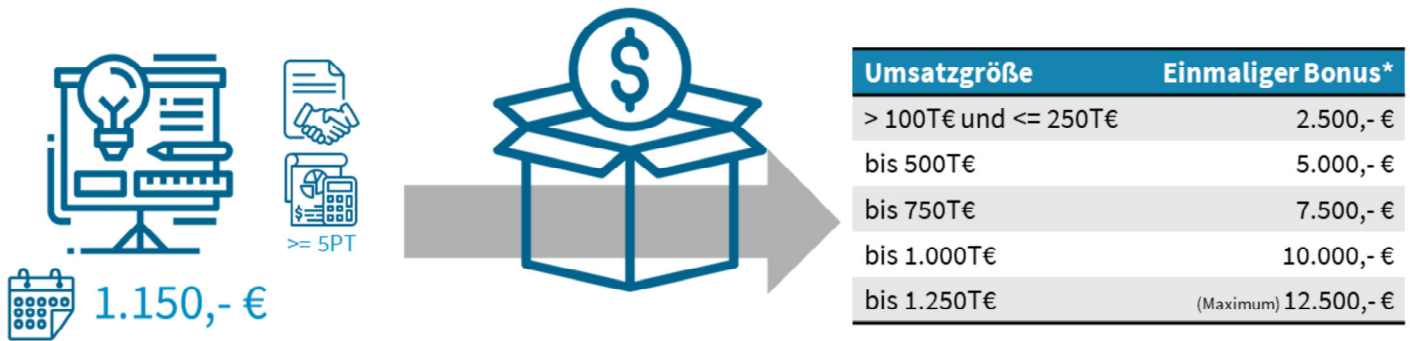 >= 5PT
1.150,- €
$
$
Umsatzgröße Einmaliger Bonus*
> 100T€ und <= 250T€ 2.500,- €
bis 500T€ 5.000,- €
bis 750T€ 7.500,- €
bis 1.000T€ 10.000,- €
bis 1.250T€ (Maximum) 12.500,- €